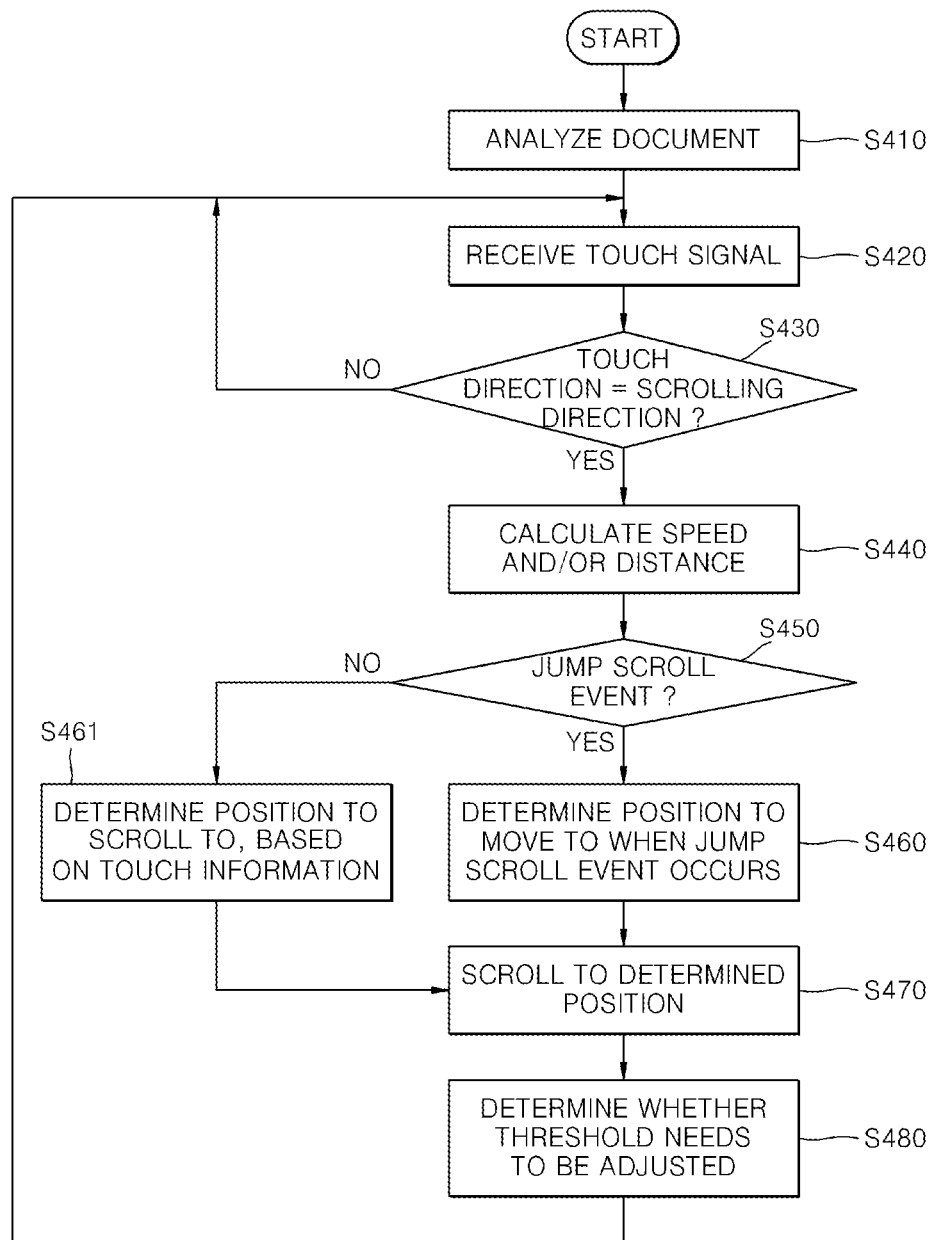 START
ANALYZE DOCUMENT
S410
RECEIVE TOUCH SIGNAL
S420
S430
TOUCH
DIRECTION = SCROLLING
DIRECTION ?
NO
YES
CALCULATE SPEED
AND/OR DISTANCE
S440
S450
JUMP SCROLL
EVENT ?
NO
YES
S461
DETERMINE POSITION TO
SCROLL TO, BASED
ON TOUCH INFORMATION
DETERMINE POSITION TO
MOVE TO WHEN JUMP
SCROLL EVENT OCCURS
S460
SCROLL TO DETERMINED
POSITION
S470
DETERMINE WHETHER
THRESHOLD NEEDS
TO BE ADJUSTED
S480